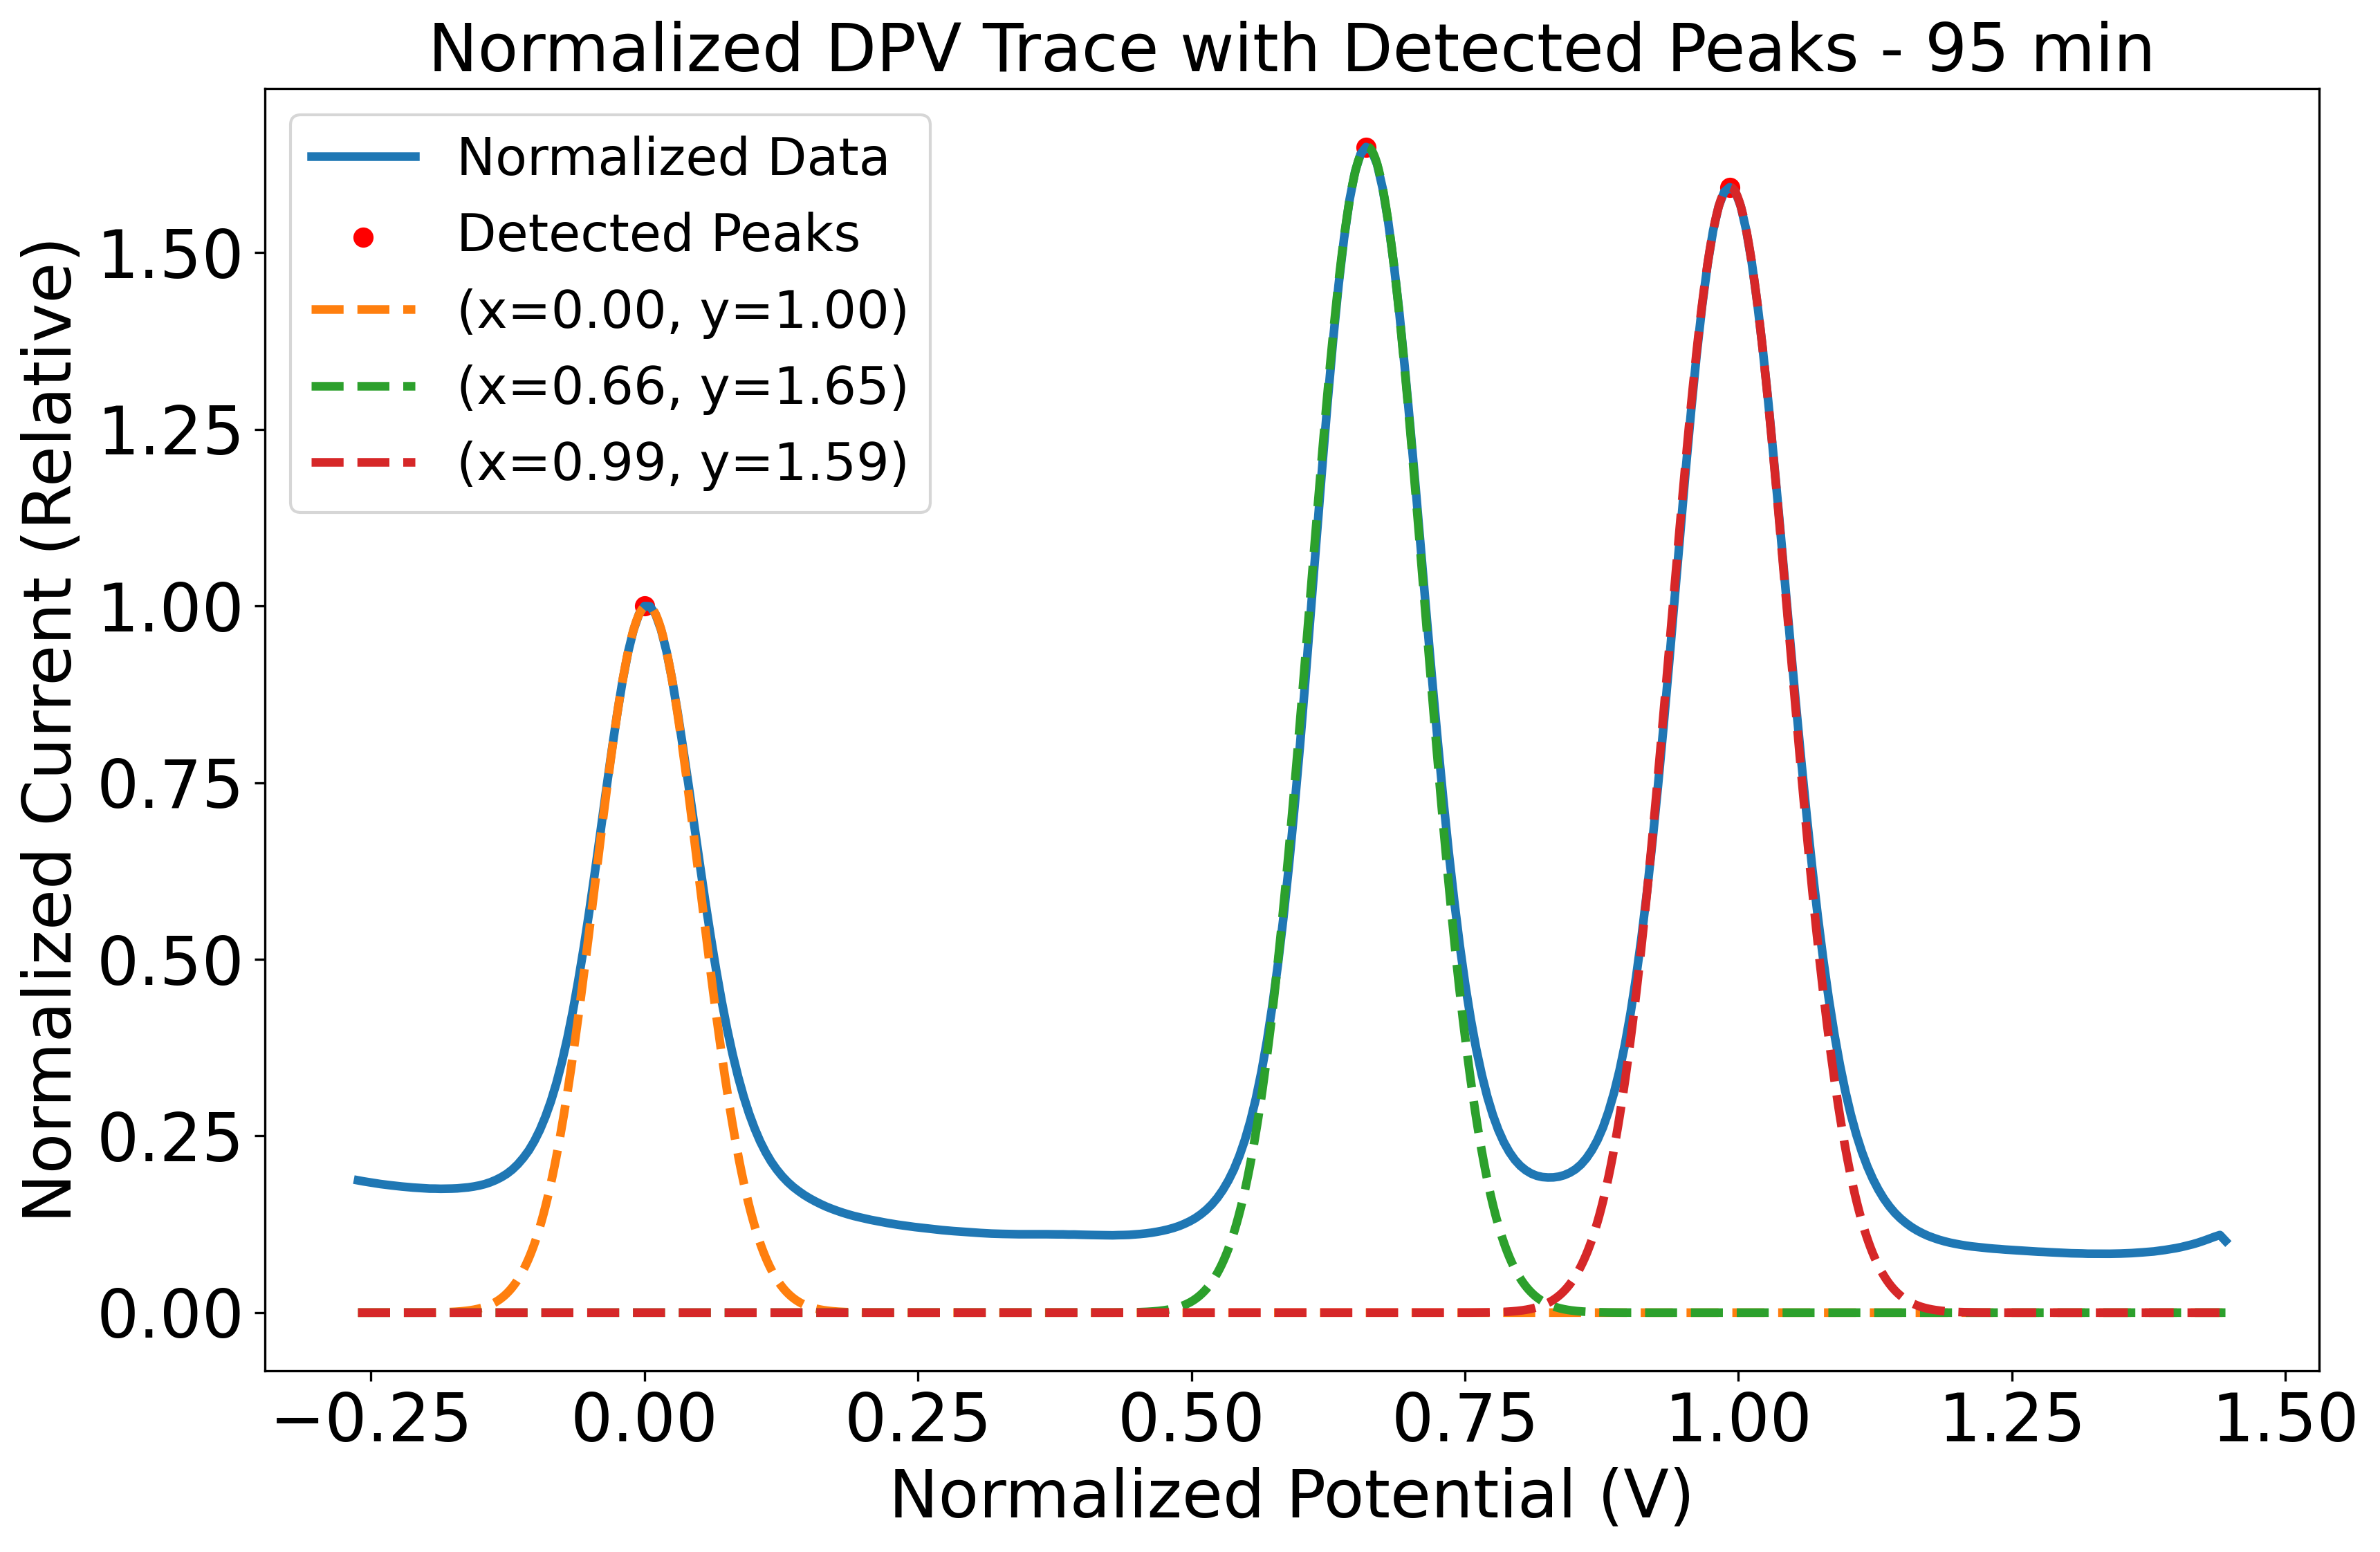 Normalized DPV Trace with Detected Peaks - 95 min
Normalized Data
Detected Peaks
(x=0.00, y=1.00)
(x=0.66, y=1.65)
(x=0.99, y=1.59)
Normalized Current (Relative)
1.50
1.25
1.00
0.75
0.50
0.25
0.00
−0.25
0.00
0.25
0.50
0.75
1.00
1.25
1.50
Normalized Potential (V)